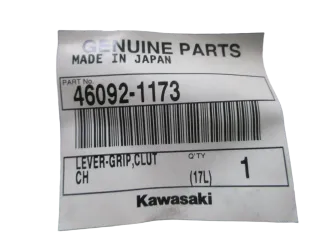 GENUINE PARTS
MADE IN JAPAN
PART No.
46092-1173
LEVER-GRIP,CLUT
CH
Q'TY
(17L) 1
Kawasaki